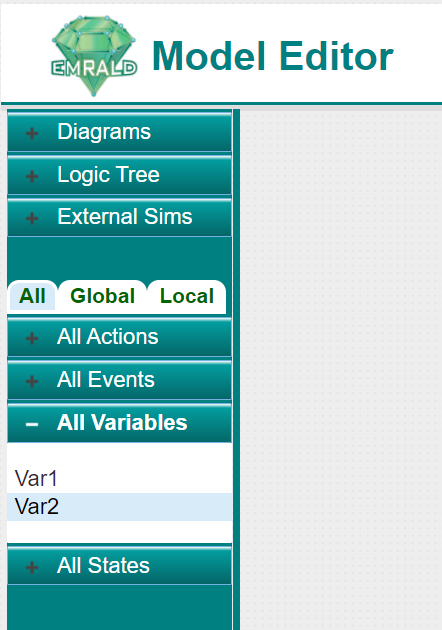 EMRALD
Model Editor
Diagrams
Logic Tree
External Sims
All Global Local
All Actions
All Events
All Variables
Var1
Var2
All States